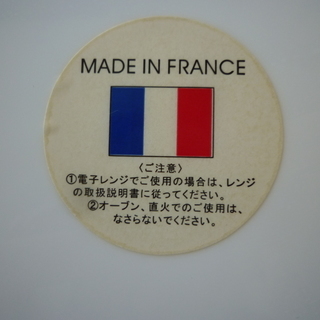 MADE IN FRANCE
〈ご注意〉
①電子レンジでご使用の場合は、レンジ
の取扱説明書に従ってください。
②オーブン、直火でのご使用は、
なさらないでください。